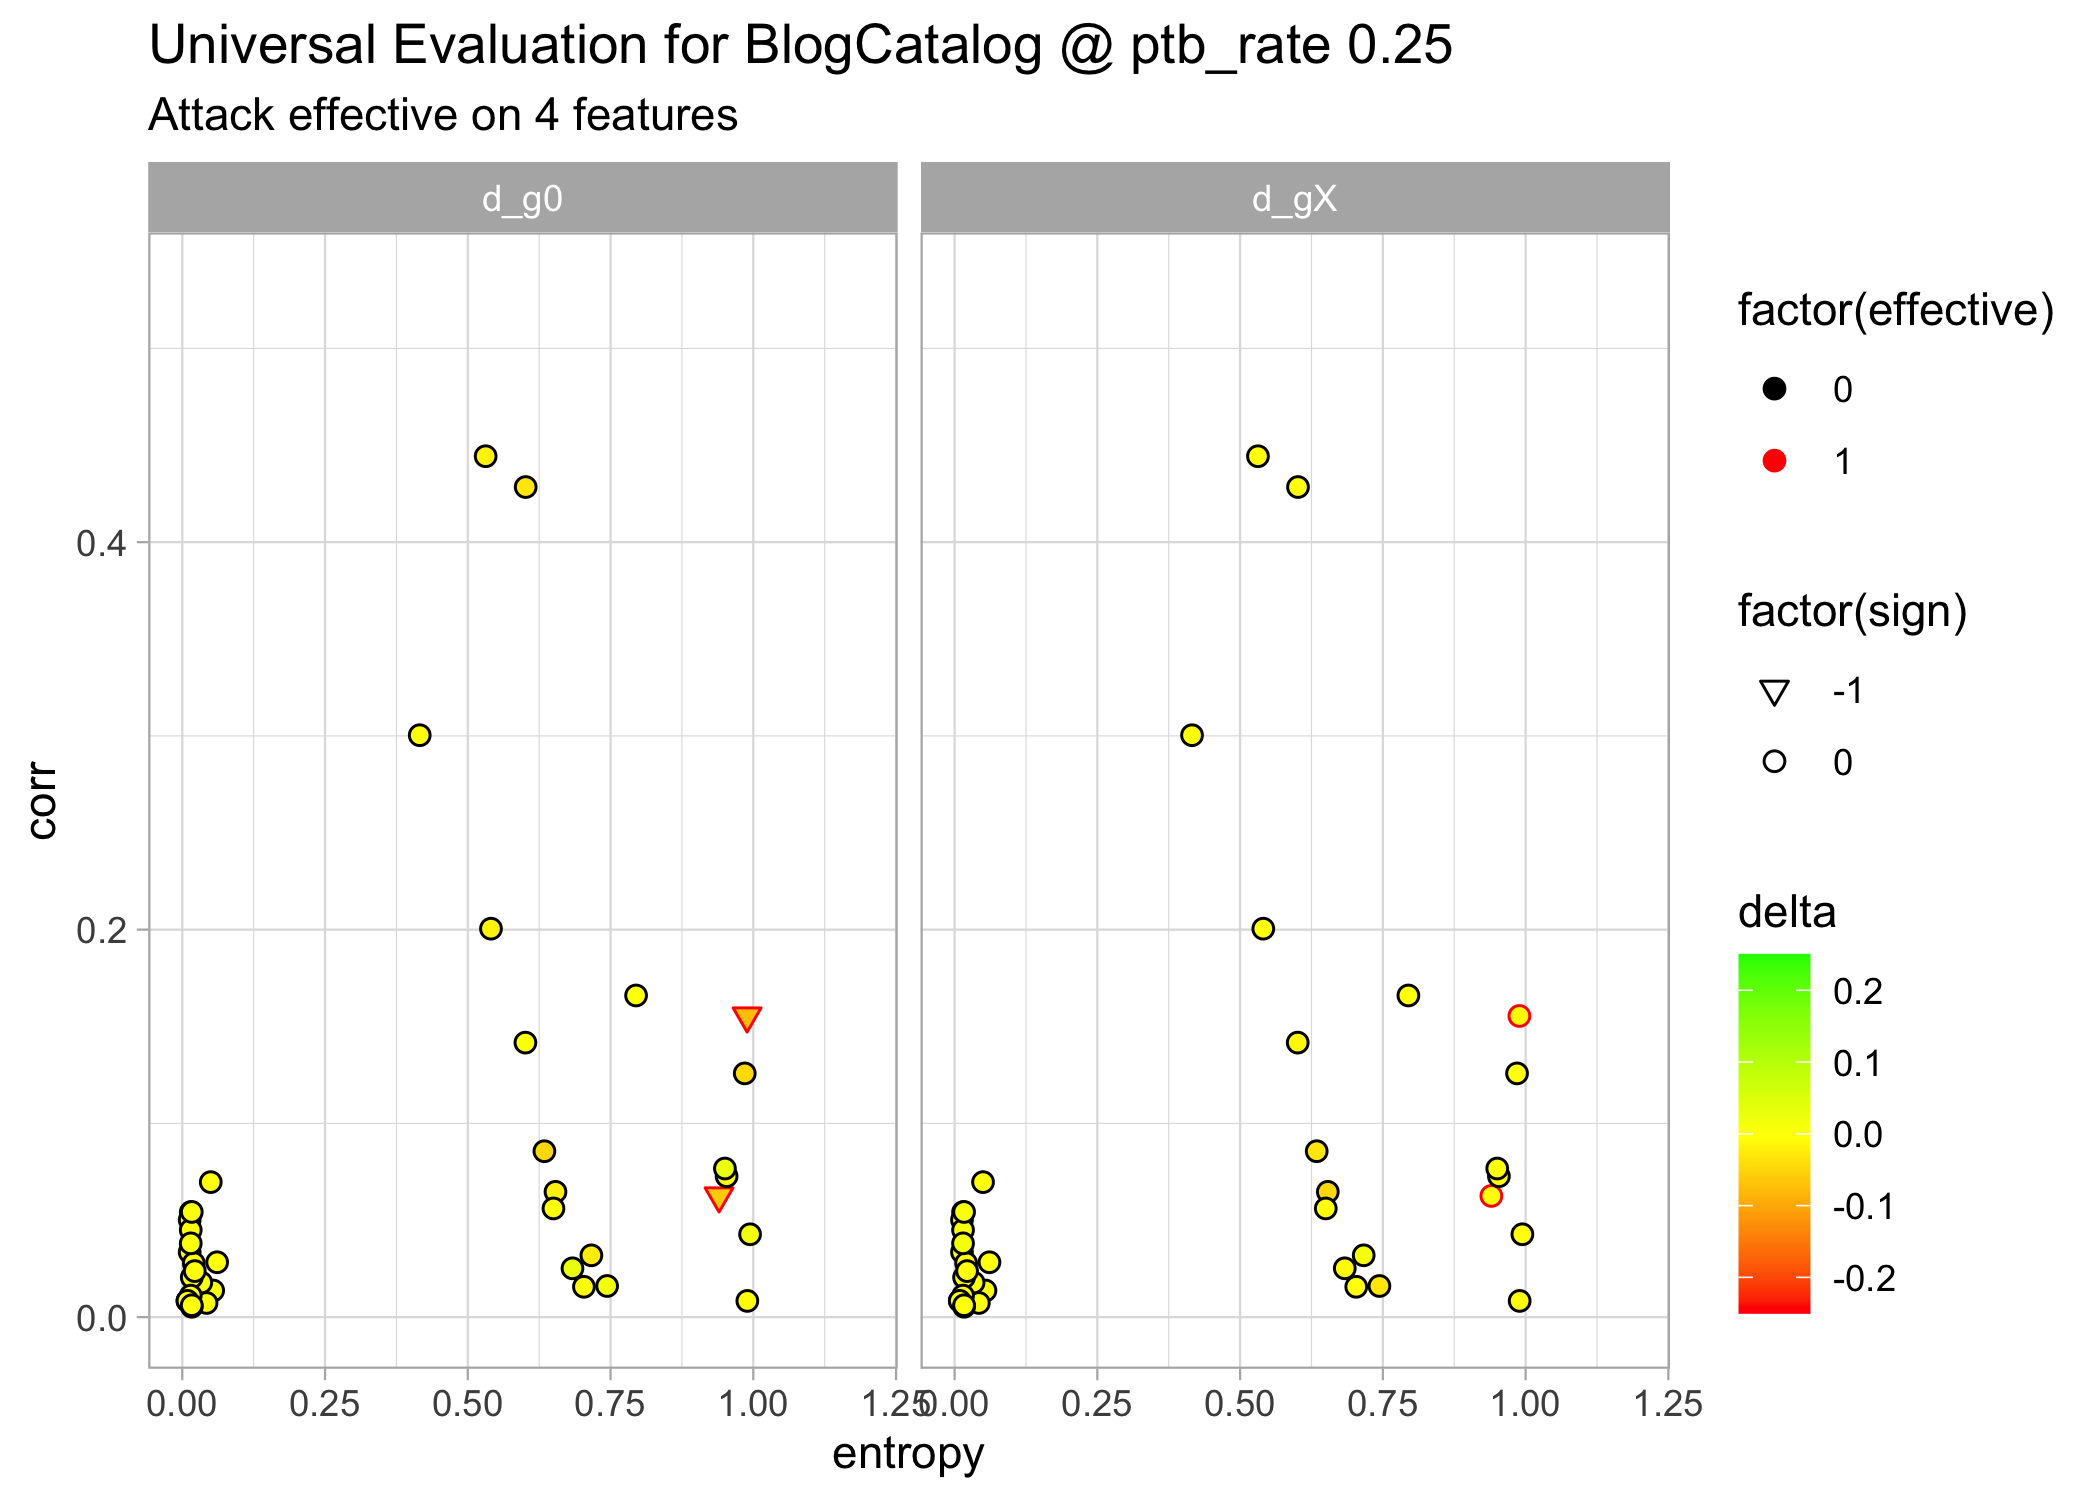 Universal Evaluation for BlogCatalog @ ptb_rate 0.25
Attack effective on 4 features
d_g0
d_gX
corr
0.4
0.2
0.0
0.00 0.25 0.50 0.75 1.00 1.25
0.00 0.25 0.50 0.75 1.00 1.25
entropy
factor(effective)
0
1
factor(sign)
-1
0
delta
0.2
0.1
0.0
-0.1
-0.2